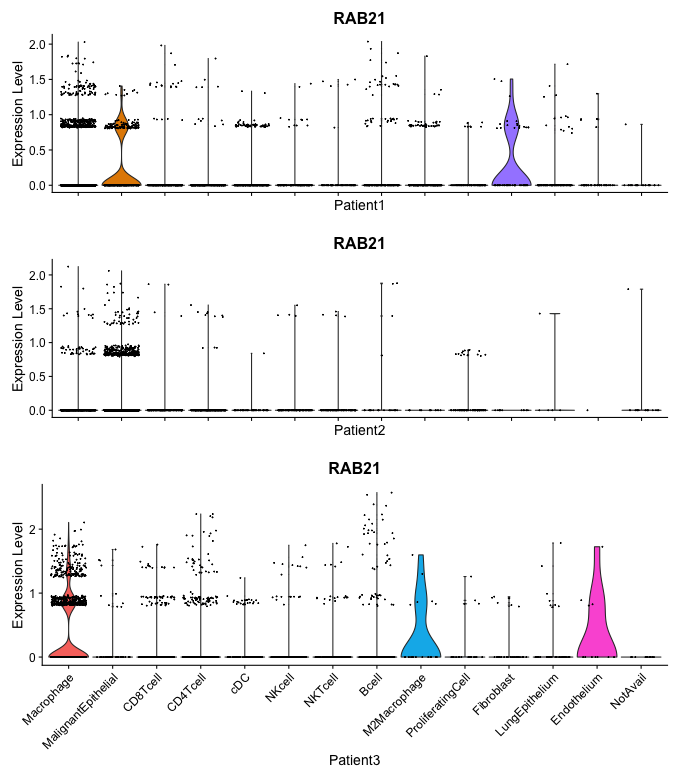 RAB21
Expression Level
2.0
1.5
1.0
0.5
0.0
Patient1
RAB21
Expression Level
2.0
1.5
1.0
0.5
0.0
Patient2
RAB21
Expression Level
2
1
0
Macrophage
MalignantEpithelial
CD8Tcell
CD4Tcell
cDC
NKcell
NKTcell
Bcell
M2Macrophage
ProliferatingCell
Fibroblast
LungEpithelium
Endothelium
NotAvail
Patient3